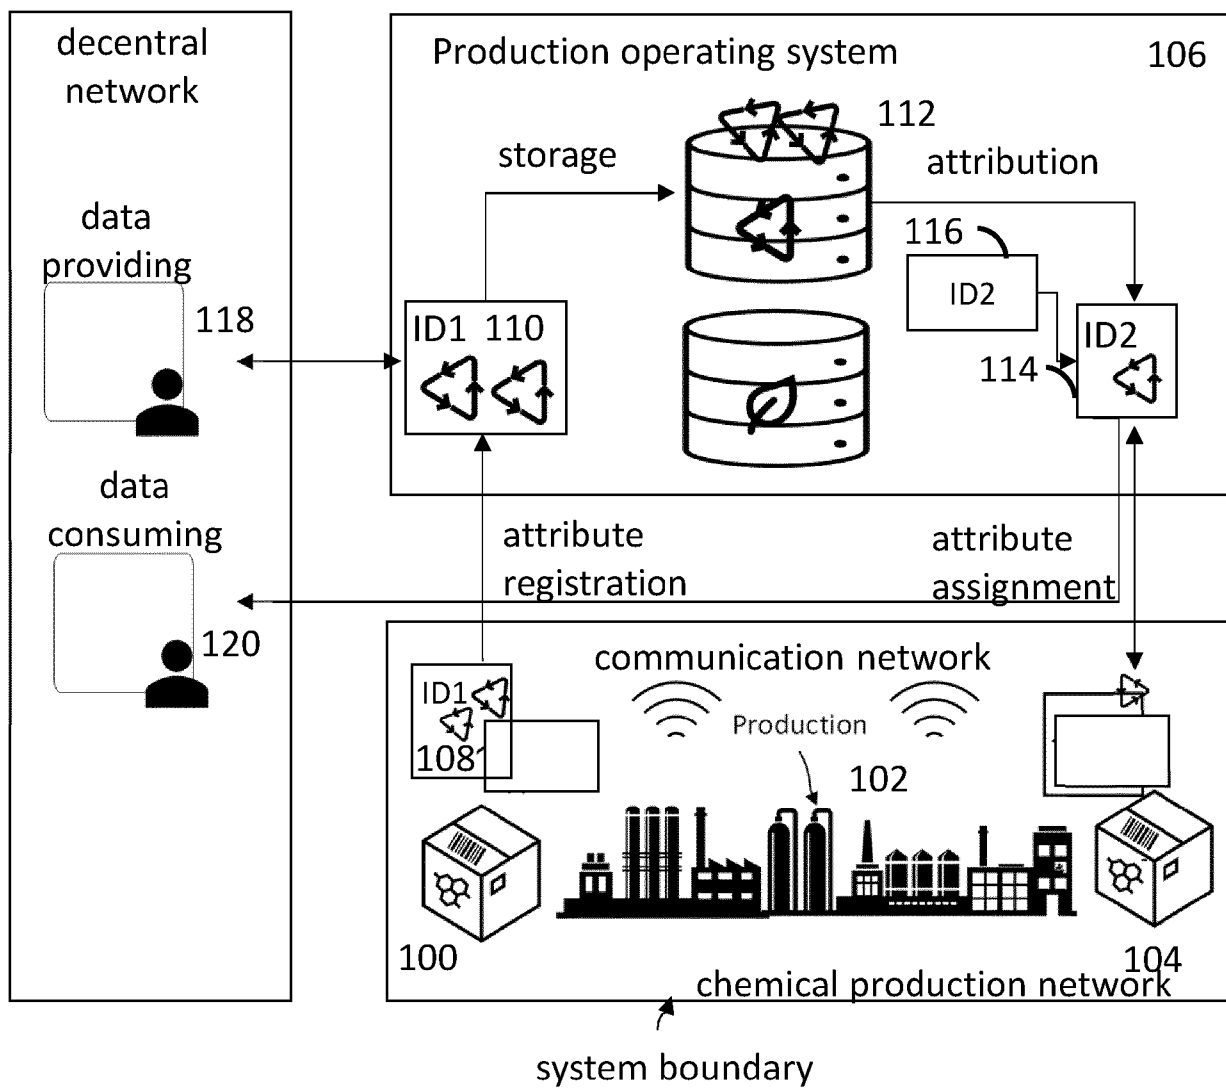 decentral
network
Production operating system
106
112
storage
attribution
data
providing
116
ID2
118
ID1 110
ID2
114
data
consuming
attribute
registration
attribute
assignment
120
communication network
ID1
Production
108
102
100
104
chemical production network
system boundary